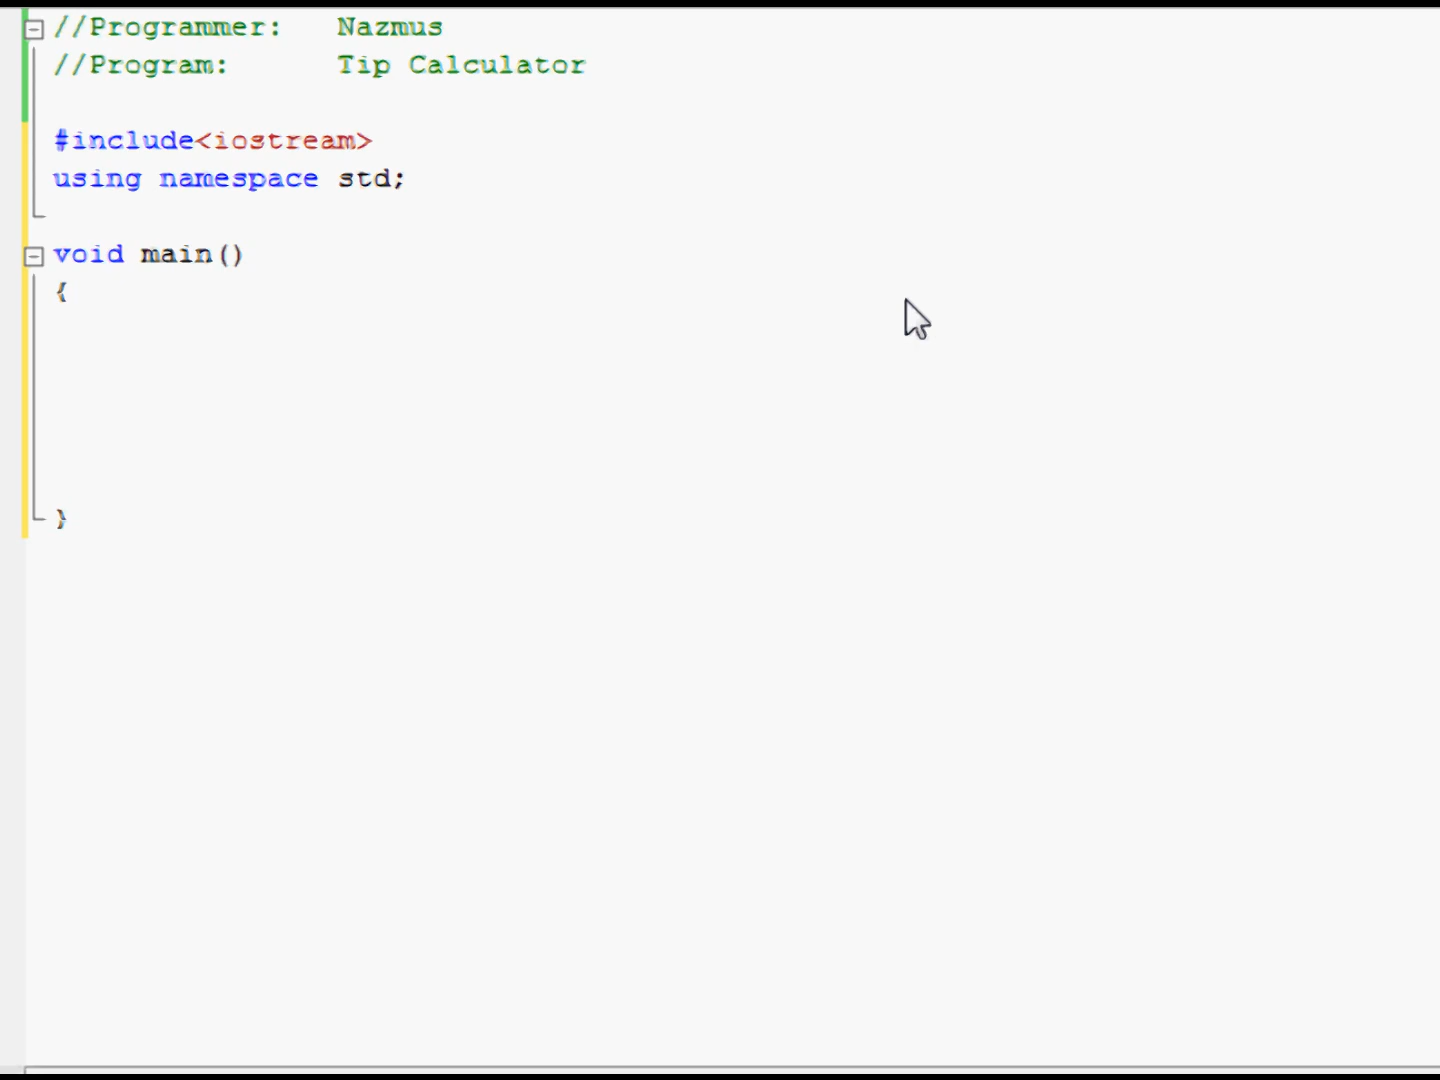 //Programmer:   Nazmus
//Program:      Tip Calculator
#include<iostream>
using namespace std;
void main()
{
}